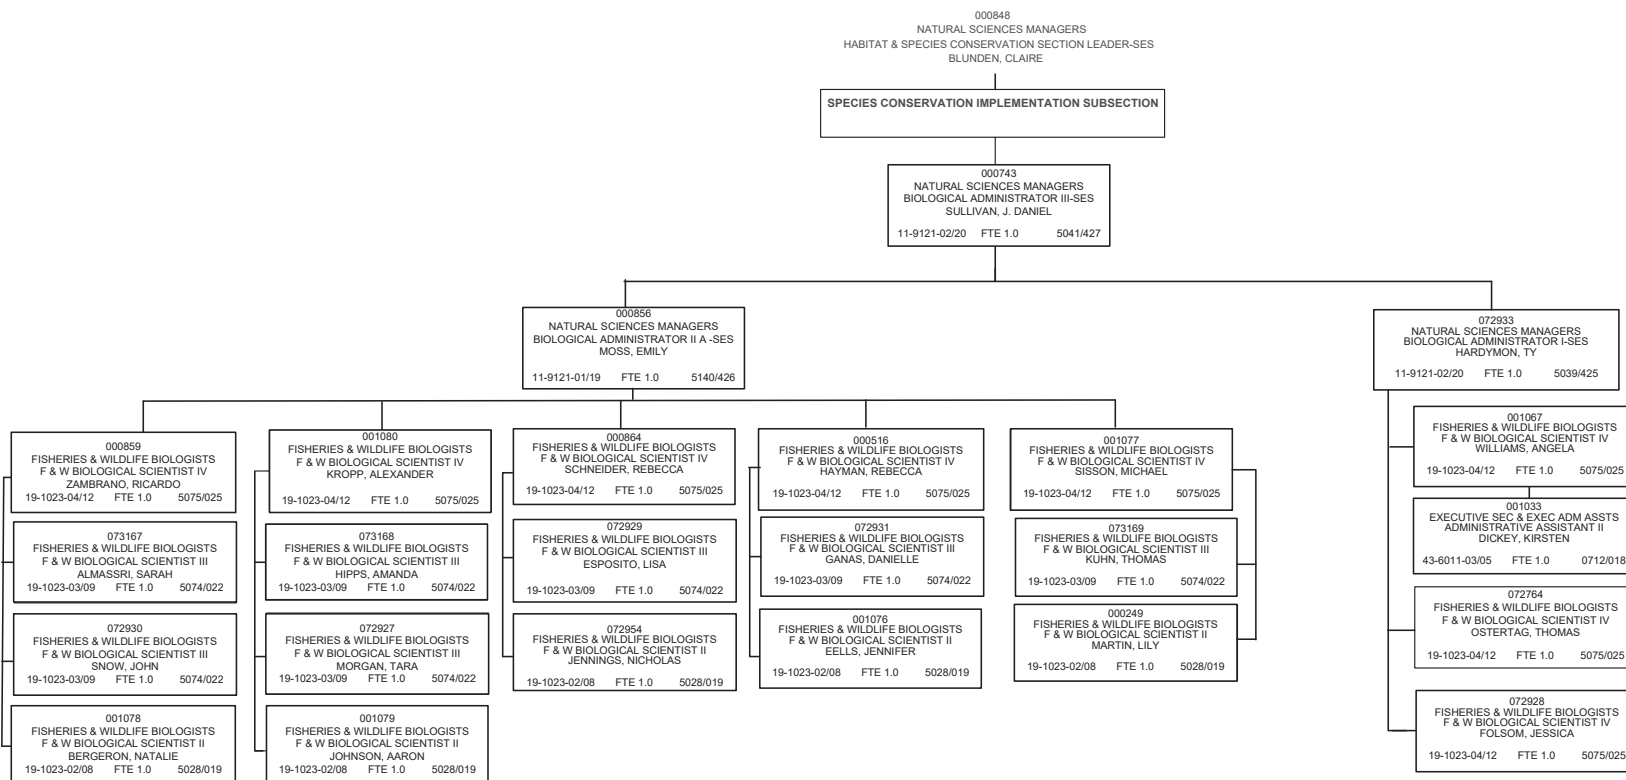 000848
NATURAL SCIENCES MANAGERS
HABITAT & SPECIES CONSERVATION SECTION LEADER-SES
BLUNDEN, CLAIRE
SPECIES CONSERVATION IMPLEMENTATION SUBSECTION
000743
NATURAL SCIENCES MANAGERS
BIOLOGICAL ADMINISTRATOR III-SES
SULLIVAN, J. DANIEL
11-9121-02/20 FTE 1.0 5041/427
000856
NATURAL SCIENCES MANAGERS
BIOLOGICAL ADMINISTRATOR II A -SES
MOSS, EMILY
11-9121-01/19 FTE 1.0 5140/426
072933
NATURAL SCIENCES MANAGERS
BIOLOGICAL ADMINISTRATOR I-SES
HARDYMON, TY
11-9121-02/20 FTE 1.0 5039/425
000859
FISHERIES & WILDLIFE BIOLOGISTS
F & W BIOLOGICAL SCIENTIST IV
ZAMBRANO, RICARDO
19-1023-04/12 FTE 1.0 5075/025
073167
FISHERIES & WILDLIFE BIOLOGISTS
F & W BIOLOGICAL SCIENTIST III
ALMASSRI, SARAH
19-1023-03/09 FTE 1.0 5074/022
072930
FISHERIES & WILDLIFE BIOLOGISTS
F & W BIOLOGICAL SCIENTIST III
SNOW, JOHN
19-1023-03/09 FTE 1.0 5074/022
001078
FISHERIES & WILDLIFE BIOLOGISTS
F & W BIOLOGICAL SCIENTIST II
BERGERON, NATALIE
19-1023-02/08 FTE 1.0 5028/019
001080
FISHERIES & WILDLIFE BIOLOGISTS
F & W BIOLOGICAL SCIENTIST IV
KROPP, ALEXANDER
19-1023-04/12 FTE 1.0 5075/025
073168
FISHERIES & WILDLIFE BIOLOGISTS
F & W BIOLOGICAL SCIENTIST III
HIPPS, AMANDA
19-1023-03/09 FTE 1.0 5074/022
072927
FISHERIES & WILDLIFE BIOLOGISTS
F & W BIOLOGICAL SCIENTIST III
MORGAN, TARA
19-1023-03/09 FTE 1.0 5074/022
001079
FISHERIES & WILDLIFE BIOLOGISTS
F & W BIOLOGICAL SCIENTIST II
JOHNSON, AARON
19-1023-02/08 FTE 1.0 5028/019
000864
FISHERIES & WILDLIFE BIOLOGISTS
F & W BIOLOGICAL SCIENTIST IV
SCHNEIDER, REBECCA
19-1023-04/12 FTE 1.0 5075/025
072929
FISHERIES & WILDLIFE BIOLOGISTS
F & W BIOLOGICAL SCIENTIST III
ESPOSITO, LISA
19-1023-03/09 FTE 1.0 5074/022
072954
FISHERIES & WILDLIFE BIOLOGISTS
F & W BIOLOGICAL SCIENTIST II
JENNINGS, NICHOLAS
19-1023-02/08 FTE 1.0 5028/019
000516
FISHERIES & WILDLIFE BIOLOGISTS
F & W BIOLOGICAL SCIENTIST IV
HAYMAN, REBECCA
19-1023-04/12 FTE 1.0 5075/025
072931
FISHERIES & WILDLIFE BIOLOGISTS
F & W BIOLOGICAL SCIENTIST III
GANAS, DANIELLE
19-1023-03/09 FTE 1.0 5074/022
001076
FISHERIES & WILDLIFE BIOLOGISTS
F & W BIOLOGICAL SCIENTIST II
EELLS, JENNIFER
19-1023-02/08 FTE 1.0 5028/019
001077
FISHERIES & WILDLIFE BIOLOGISTS
F & W BIOLOGICAL SCIENTIST IV
SISSON, MICHAEL
19-1023-04/12 FTE 1.0 5075/025
073169
FISHERIES & WILDLIFE BIOLOGISTS
F & W BIOLOGICAL SCIENTIST III
KUHN, THOMAS
19-1023-03/09 FTE 1.0 5074/022
000249
FISHERIES & WILDLIFE BIOLOGISTS
F & W BIOLOGICAL SCIENTIST II
MARTIN, LILY
19-1023-02/08 FTE 1.0 5028/019
001067
FISHERIES & WILDLIFE BIOLOGISTS
F & W BIOLOGICAL SCIENTIST IV
WILLIAMS, ANGELA
19-1023-04/12 FTE 1.0 5075/025
001033
EXECUTIVE SEC & EXEC ADM ASSTS
ADMINISTRATIVE ASSISTANT II
DICKEY, KIRSTEN
43-6011-03/05 FTE 1.0 0712/018
072764
FISHERIES & WILDLIFE BIOLOGISTS
F & W BIOLOGICAL SCIENTIST IV
OSTERTAG, THOMAS
19-1023-04/12 FTE 1.0 5075/025
072928
FISHERIES & WILDLIFE BIOLOGISTS
F & W BIOLOGICAL SCIENTIST IV
FOLSOM, JESSICA
19-1023-04/12 FTE 1.0 5075/025